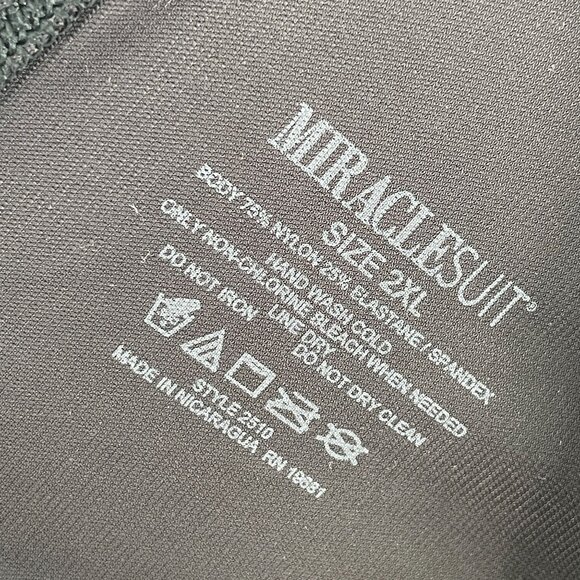 MIRACLESUIT®
SIZE 2XL
BODY 75% NYLON 25% ELASTANE / SPANDEX
HAND WASH COLD
ONLY NON-CHLORINE BLEACH WHEN NEEDED
LINE DRY
DO NOT IRON DO NOT DRY CLEAN
STYLE 2510
MADE IN NICARAGUA RN 19681